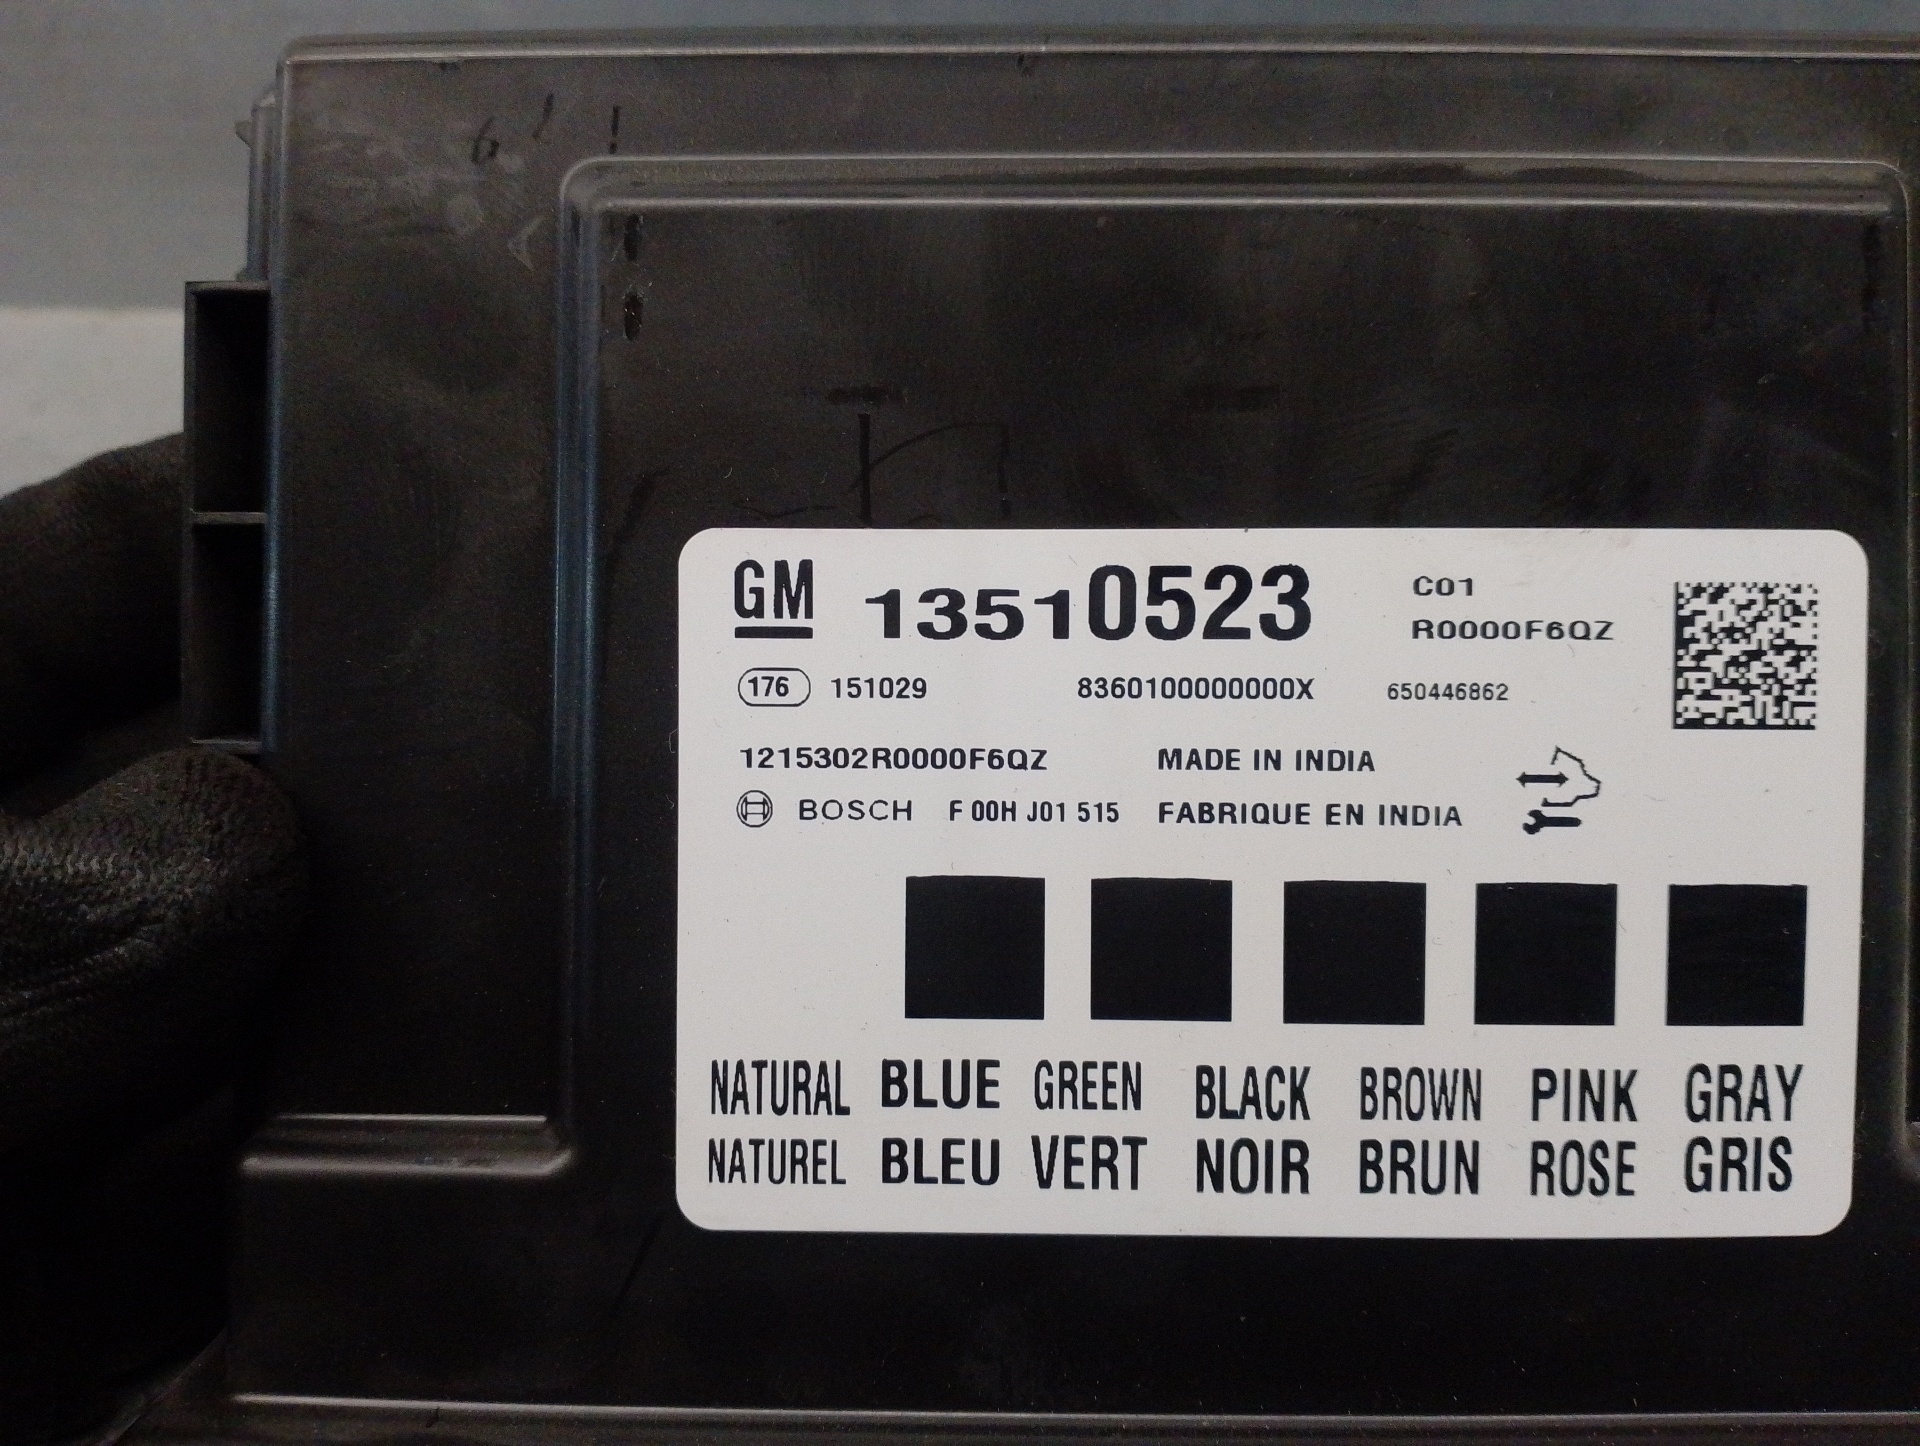 GM 13510523 C01
R0000F6QZ
176 151029 8360100000000X 650446862
1215302R0000F6QZ MADE IN INDIA
BOSCH F 00H J01 515 FABRIQUE EN INDIA
NATURAL BLUE GREEN BLACK BROWN PINK GRAY
NATUREL BLEU VERT NOIR BRUN ROSE GRIS